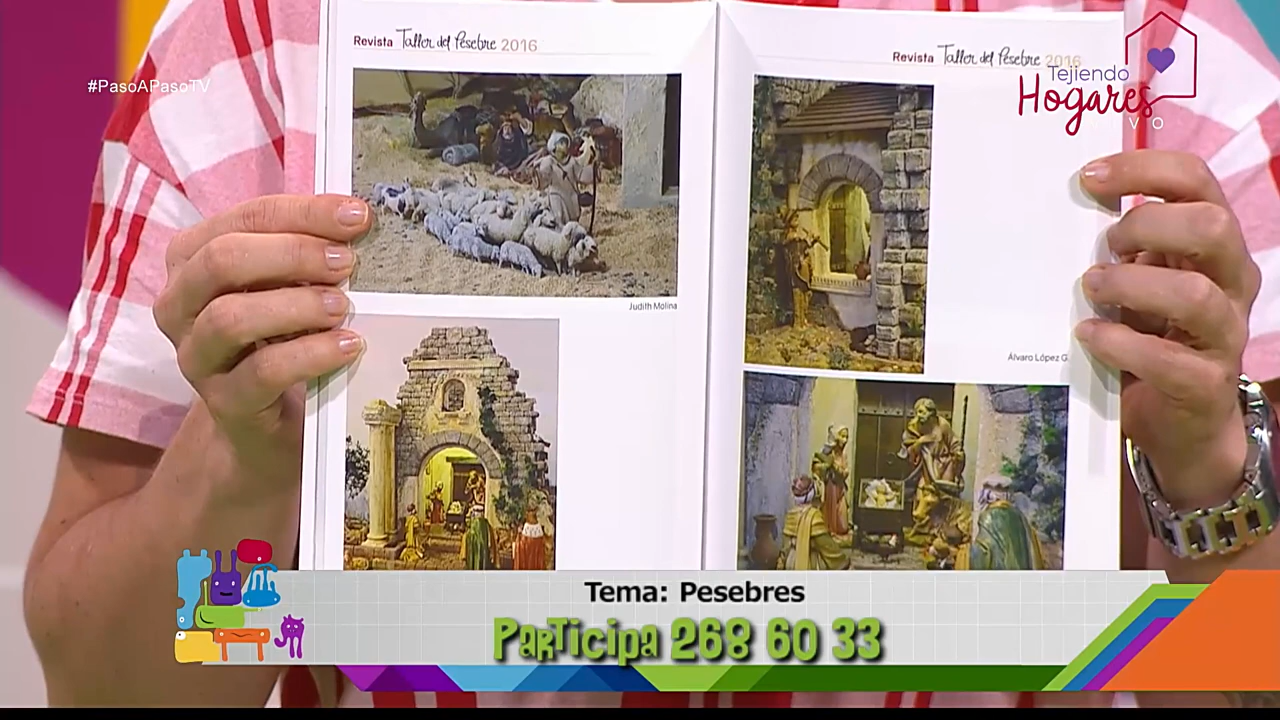 #PasoAPasoTV
Revista Taller del Pesebre 2016
Revista Taller del Pesebre 2016
Tejiendo
Hogares
Judith Molina
Álvaro López G
Tema: Pesebres
Participa 268 60 33